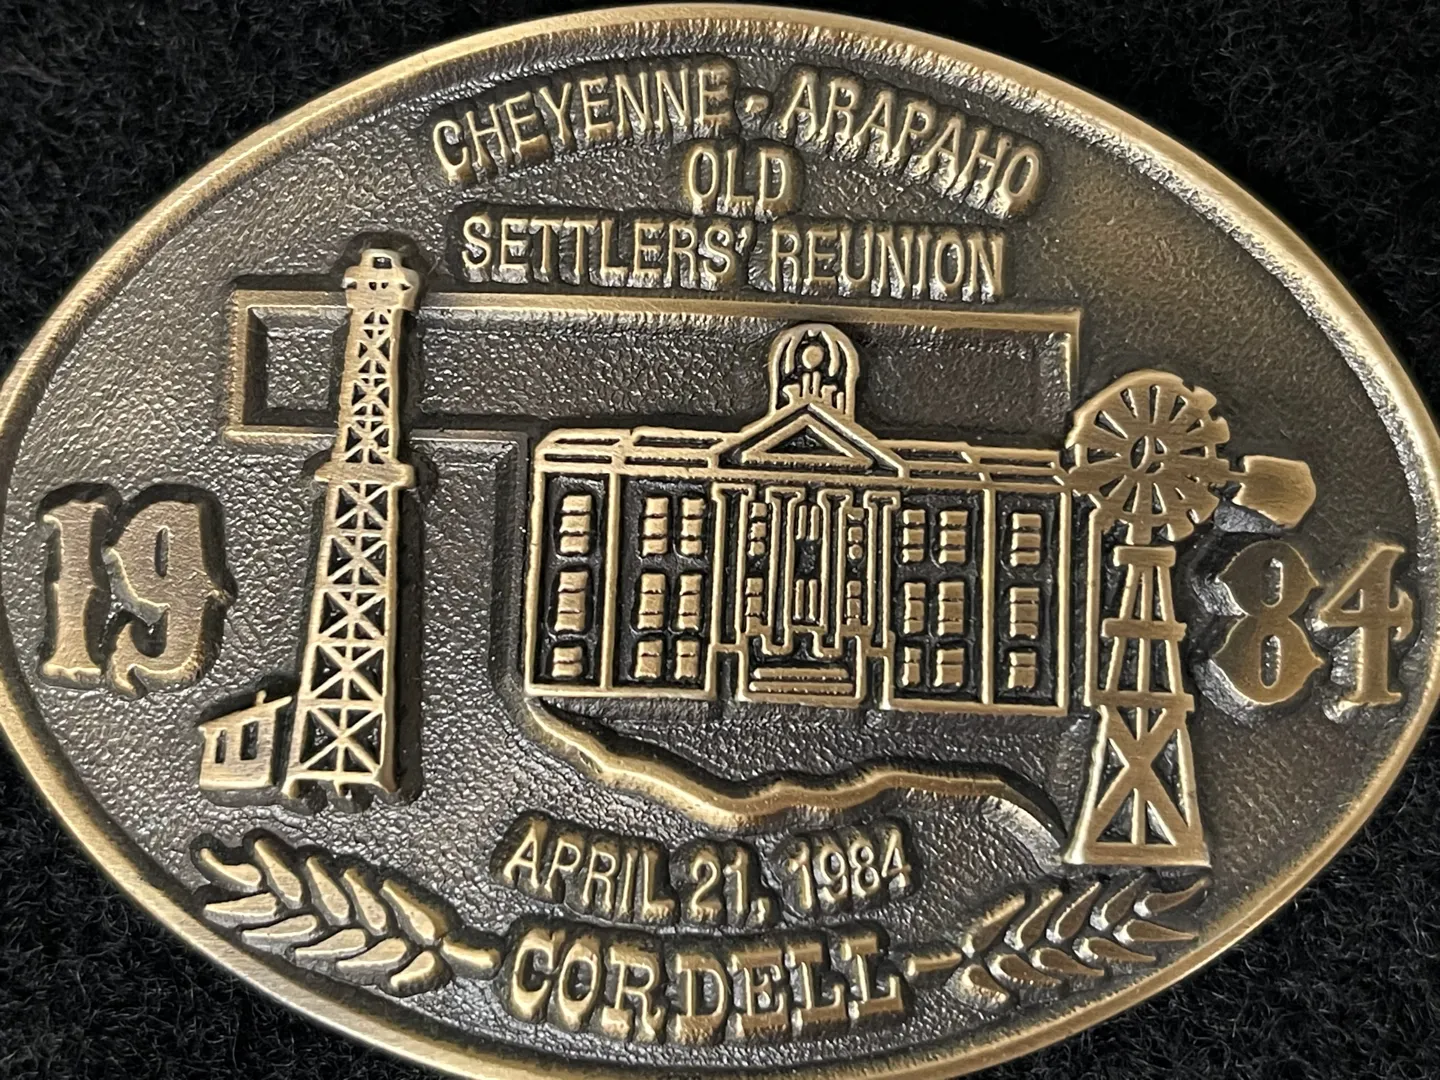 CHEYENNE - ARAPAHO
OLD
SETTLERS' REUNION
19 84
APRIL 21, 1984
CORDELL